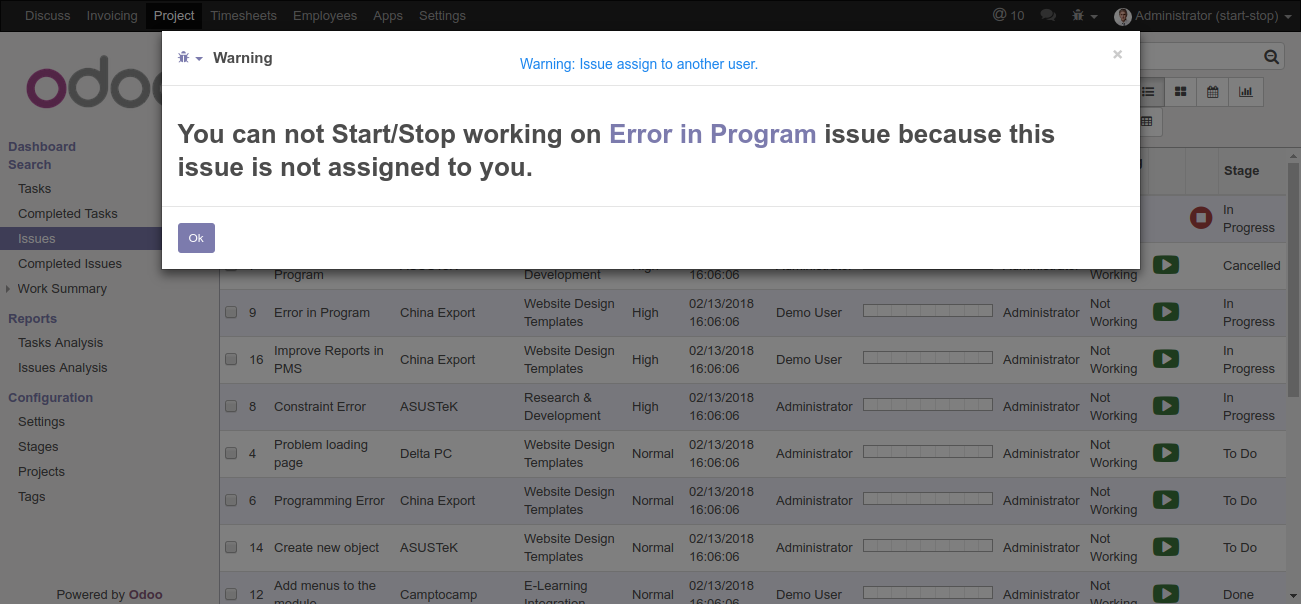 Discuss Invoicing Project Timesheets Employees Apps Settings @ 10 Administrator (start-stop)
Warning
Warning: Issue assign to another user.
×
odoo
You can not Start/Stop working on Error in Program issue because this
issue is not assigned to you.
Ok
Dashboard
Search
Tasks
Completed Tasks
Issues
Completed Issues
Work Summary
Reports
Tasks Analysis
Issues Analysis
Configuration
Settings
Stages
Projects
Tags
Powered by Odoo
Stage
In
Progress
Program Development 16:06:06 Working Cancelled
9 Error in Program China Export Website Design Templates High 02/13/2018 16:06:06 Demo User Administrator Not Working In Progress
16 Improve Reports in PMS China Export Website Design Templates High 02/13/2018 16:06:06 Demo User Administrator Not Working In Progress
8 Constraint Error ASUSTeK Research & Development High 02/13/2018 16:06:06 Administrator Administrator Not Working In Progress
4 Problem loading page Delta PC Website Design Templates Normal 02/13/2018 16:06:06 Administrator Administrator Not Working To Do
6 Programming Error China Export Website Design Templates Normal 02/13/2018 16:06:06 Administrator Administrator Not Working To Do
14 Create new object ASUSTeK Website Design Templates Normal 02/13/2018 16:06:06 Administrator Administrator Not Working To Do
12 Add menus to the module Camptocamp E-Learning Integration Normal 02/13/2018 16:06:06 Demo User Administrator Not Working Done